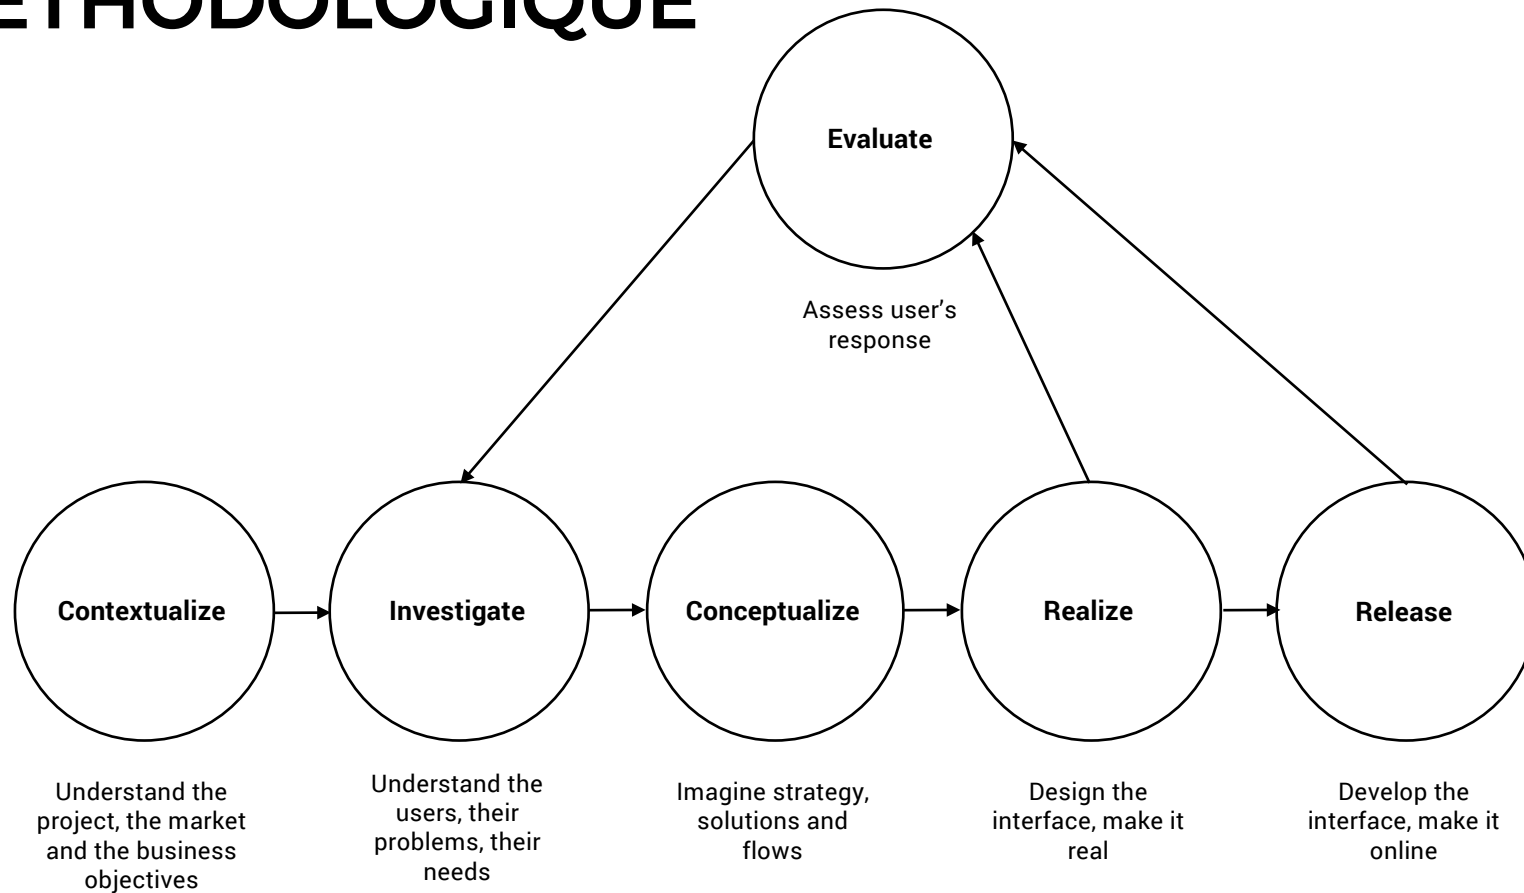 ÉTHODOLOGIQUE
Evaluate
Assess user’s
response
Contextualize
Investigate
Conceptualize
Realize
Release
Understand the
project, the market
and the business
objectives
Understand the
users, their
problems, their
needs
Imagine strategy,
solutions and
flows
Design the
interface, make it
real
Develop the
interface, make it
online